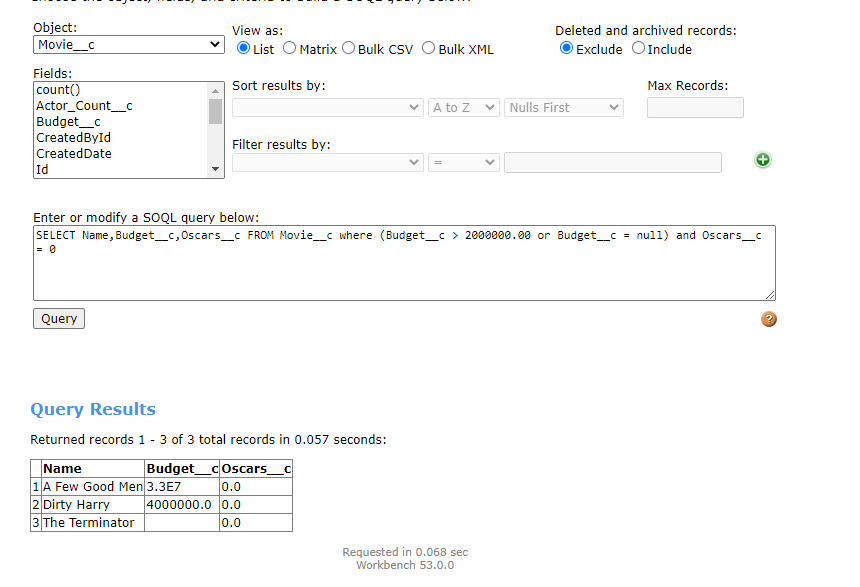 Object:
Movie__c
View as:
List Matrix Bulk CSV Bulk XML
Deleted and archived records:
Exclude Include
Fields:
count()
Actor_Count__c
Budget__c
CreatedById
CreatedDate
Id
Sort results by:
A to Z Nulls First
Max Records:
Filter results by:
=
Enter or modify a SOQL query below:
SELECT Name,Budget__c,Oscars__c FROM Movie__c where (Budget__c > 2000000.00 or Budget__c = null) and Oscars__c
= 0
Query
?
Query Results
Returned records 1 - 3 of 3 total records in 0.057 seconds:
Name Budget__c Oscars__c
1 A Few Good Men 3.3E7 0.0
2 Dirty Harry 4000000.0 0.0
3 The Terminator 0.0
Requested in 0.068 sec
Workbench 53.0.0